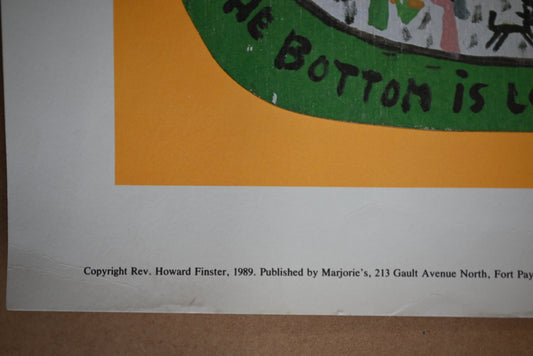 HE BOTTOM is L
Copyright Rev. Howard Finster, 1989. Published by Marjorie's, 213 Gault Avenue North, Fort Pay